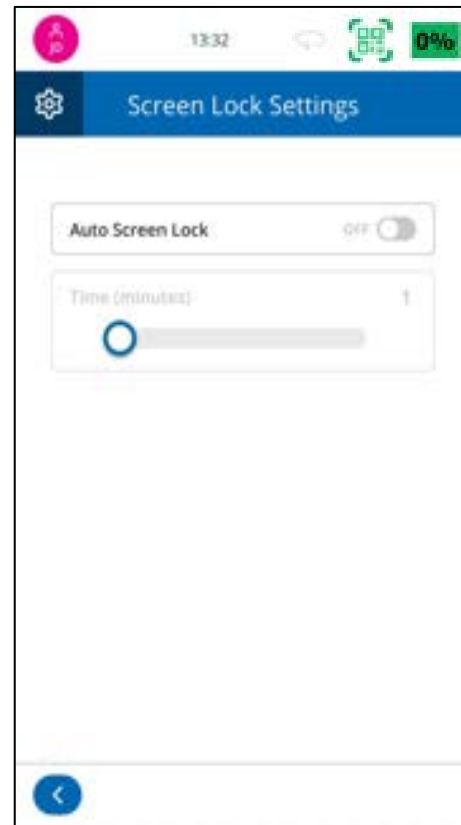 13:32
0%
Screen Lock Settings
Auto Screen Lock OFF
Time (minutes) 1